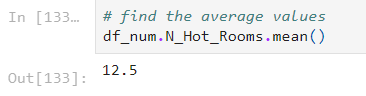 In [133…
# find the average values
df_num.N_Hot_Rooms.mean()
Out[133]:
12.5